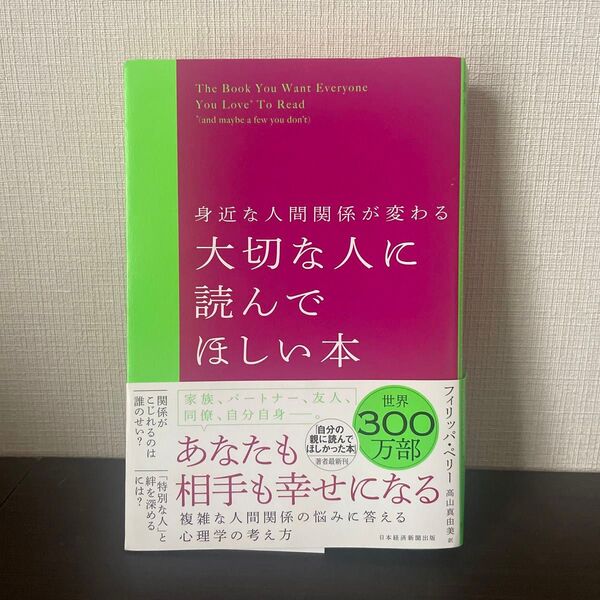 The Book You Want Everyone
You Love* To Read
*(and maybe a few you don't)
身近な人間関係が変わる
大切な人に
読んで
ほしい本
フィリッパ・ペリー
高山真由美 訳
関係が
こじれるのは
誰のせい?
「特別な人」と
絆を深める
には?
家族、パートナー、友人、
同僚、自分自身——。
「自分の
親に読んで
ほしかった本」
著者最新刊
世界
300
万部
あなたも
相手も幸せになる
複雑な人間関係の悩みに答える
心理学の考え方
日本経済新聞出版